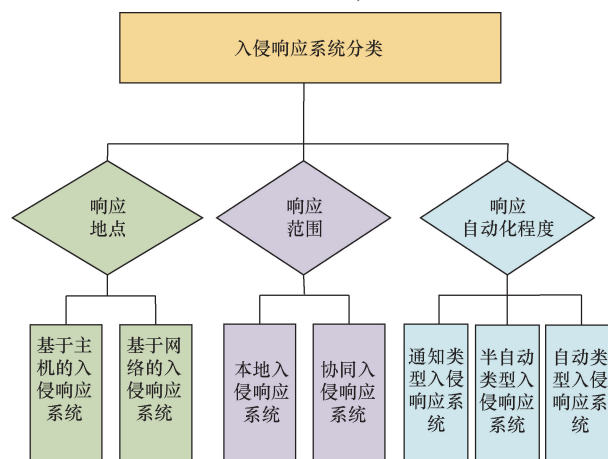 入侵响应系统分类
响应
地点
响应
范围
响应
自动化程度
基于主
机的入
侵响应
系统
基于网
络的入
侵响应
系统
本地入
侵响应
系统
协同入
侵响应
系统
通知类
型入侵
响应系
统
半自动
类型入
侵响应
系统
自动类
型入侵
响应系
统